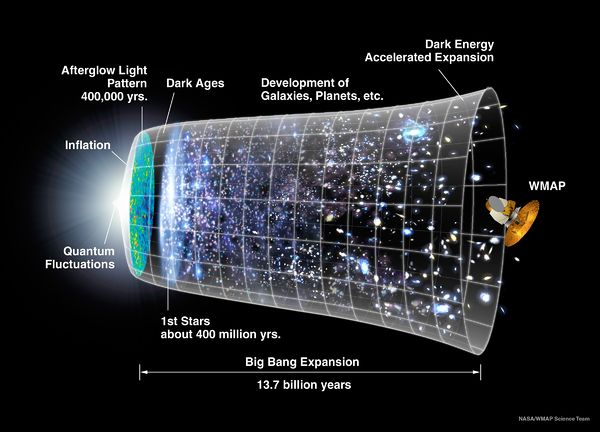 Dark Energy
Accelerated Expansion
Afterglow Light
Pattern
400,000 yrs.
Dark Ages
Development of
Galaxies, Planets, etc.
Inflation
WMAP
Quantum
Fluctuations
1st Stars
about 400 million yrs.
Big Bang Expansion
13.7 billion years
NASA/WMAP Science Team